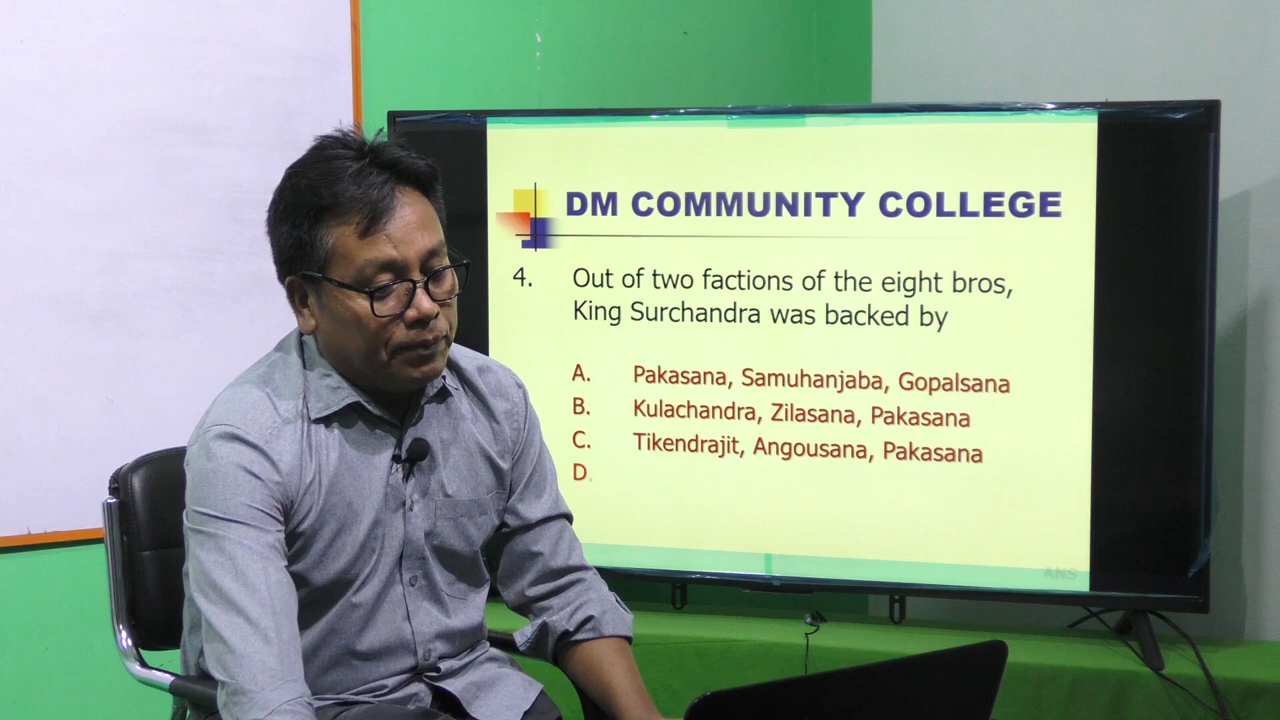 DM COMMUNITY COLLEGE
4. Out of two factions of the eight bros,
King Surchandra was backed by
A. Pakasana, Samuhanjaba, Gopalsana
B. Kulachandra, Zilasana, Pakasana
C. Tikendrajit, Angousana, Pakasana
D.
ANS